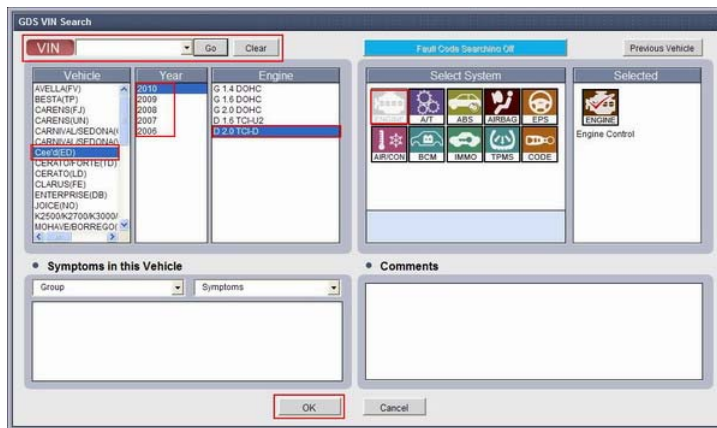 GDS VIN Search
VIN
Go
Clear
Fault Code Searching Off
Previous Vehicle
Vehicle
AVELLA(FV)
BESTA(TP)
CARENS(FJ)
CARENS(UN)
CARNIVAL/SEDONA(
CARNIVAL/SEDONA(
Cee'd(ED)
CERATO/FORTE(TD)
CERATO(LD)
CLARUS(FE)
ENTERPRISE(DB)
JOICE(NO)
K2500/K2700/K3000/
MOHAVE/BORREGO(
Year
2010
2009
2008
2007
2006
Engine
G 1.4 DOHC
G 1.6 DOHC
G 2.0 DOHC
D 1.6 TCI-U2
D 2.0 TCI-D
Select System
ENGINE
A/T
ABS
AIRBAG
EPS
AIR/CON
BCM
IMMO
TPMS
CODE
Selected
ENGINE
Engine Control
Symptoms in this Vehicle
Group
Symptoms
Comments
OK
Cancel